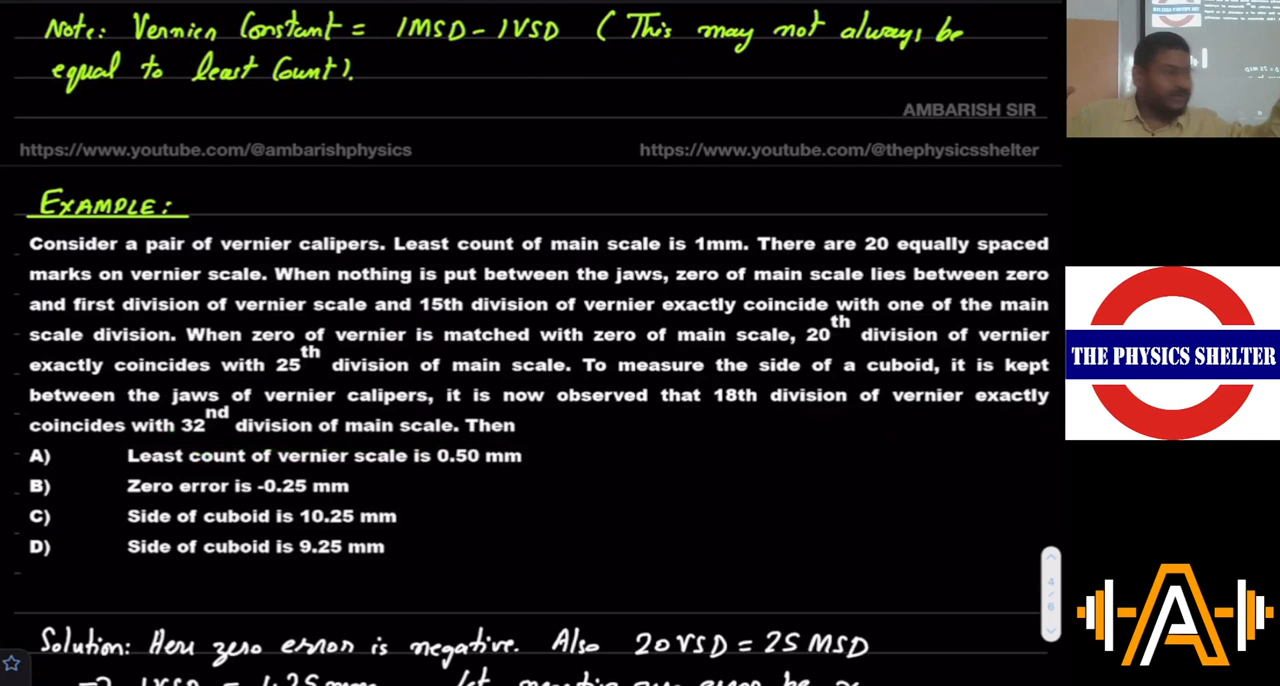 Note: Vernier Constant = 1MSD - 1VSD ( This may not always be
equal to least Count).
AMBARISH SIR
https://www.youtube.com/@ambarishphysics
https://www.youtube.com/@thephysicsshelter
EXAMPLE:
Consider a pair of vernier calipers. Least count of main scale is 1mm. There are 20 equally spaced
marks on vernier scale. When nothing is put between the jaws, zero of main scale lies between zero
and first division of vernier scale and 15th division of vernier exactly coincide with one of the main
scale division. When zero of vernier is matched with zero of main scale, 20th division of vernier
exactly coincides with 25th division of main scale. To measure the side of a cuboid, it is kept
between the jaws of vernier calipers, it is now observed that 18th division of vernier exactly
coincides with 32nd division of main scale. Then
A) Least count of vernier scale is 0.50 mm
B) Zero error is -0.25 mm
C) Side of cuboid is 10.25 mm
D) Side of cuboid is 9.25 mm
Solution: Here zero error is negative. Also 20VSD = 25 MSD
THE PHYSICS SHELTER
4
6
A